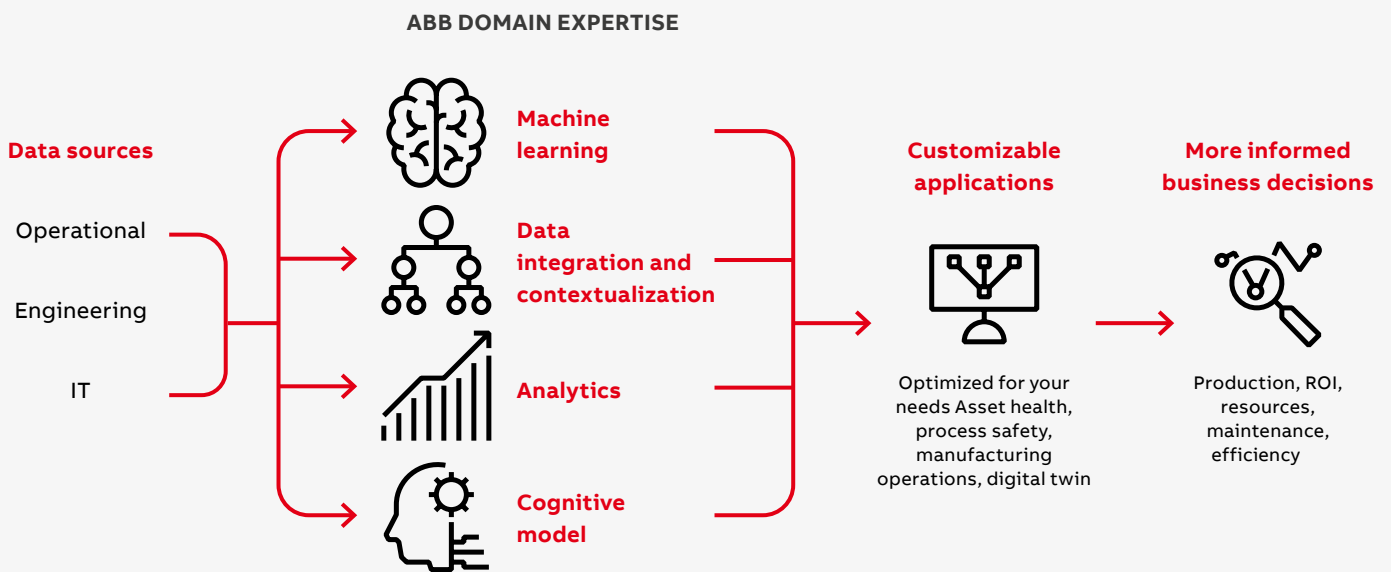 ABB DOMAIN EXPERTISE
Data sources
Operational
Engineering
IT
Machine
learning
Data
integration and
contextualization
Analytics
Cognitive
model
Customizable
applications
Optimized for your
needs Asset health,
process safety,
manufacturing
operations, digital twin
More informed
business decisions
Production, ROI,
resources,
maintenance,
efficiency